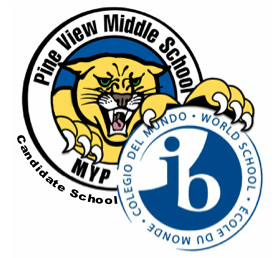 Pine View Middle School
MYP
Candidate School
COLEGIO DEL MUNDO · WORLD SCHOOL · ÉCOLE DU MONDE ·
ib